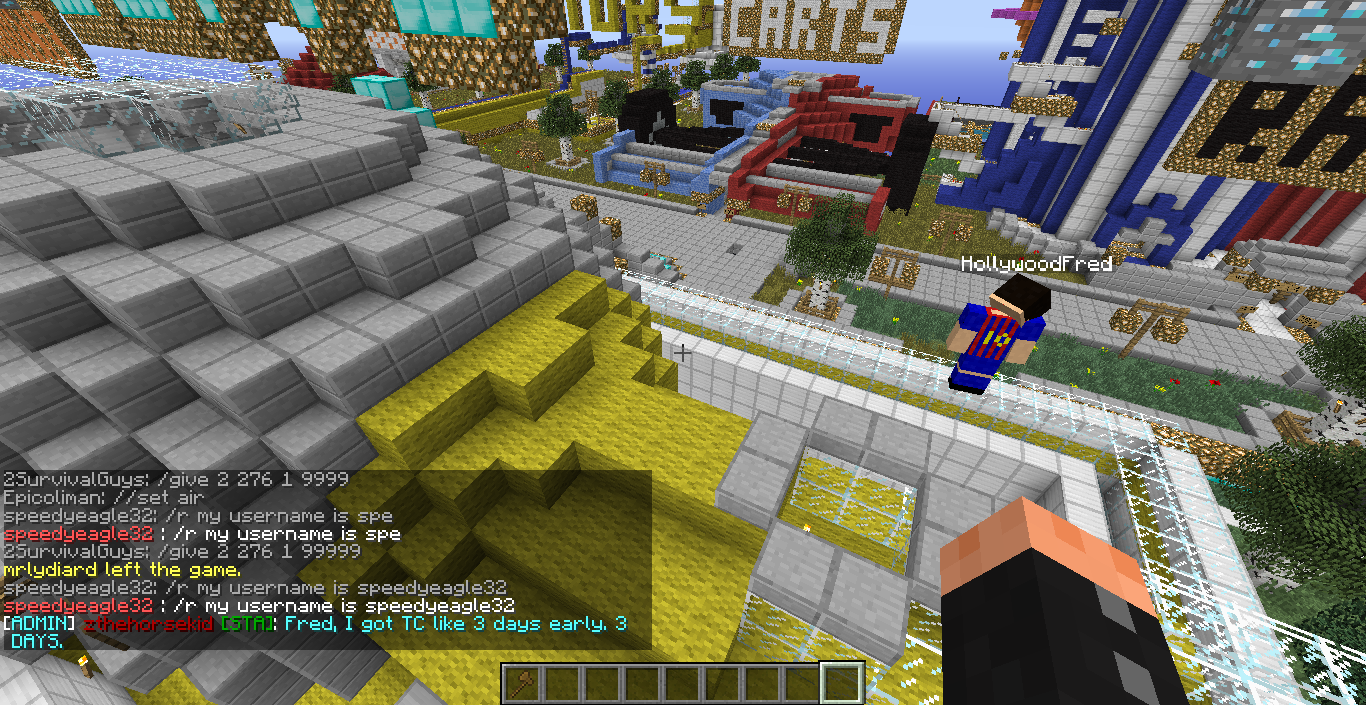 CARTS
HollywoodFred
10
2SurvivalGuys: /give 2 276 1 9999
Epicoliman: //set air
speedyeagle32: /r my username is spe
speedyeagle32 : /r my username is spe
2SurvivalGuys: /give 2 276 1 99999
mrlydiard left the game.
speedyeagle32: /r my username is speedyeagle32
speedyeagle32 : /r my username is speedyeagle32
[ADMIN] zthehorsekid [STA]: Fred, I got TC like 3 days early. 3
DAYS.